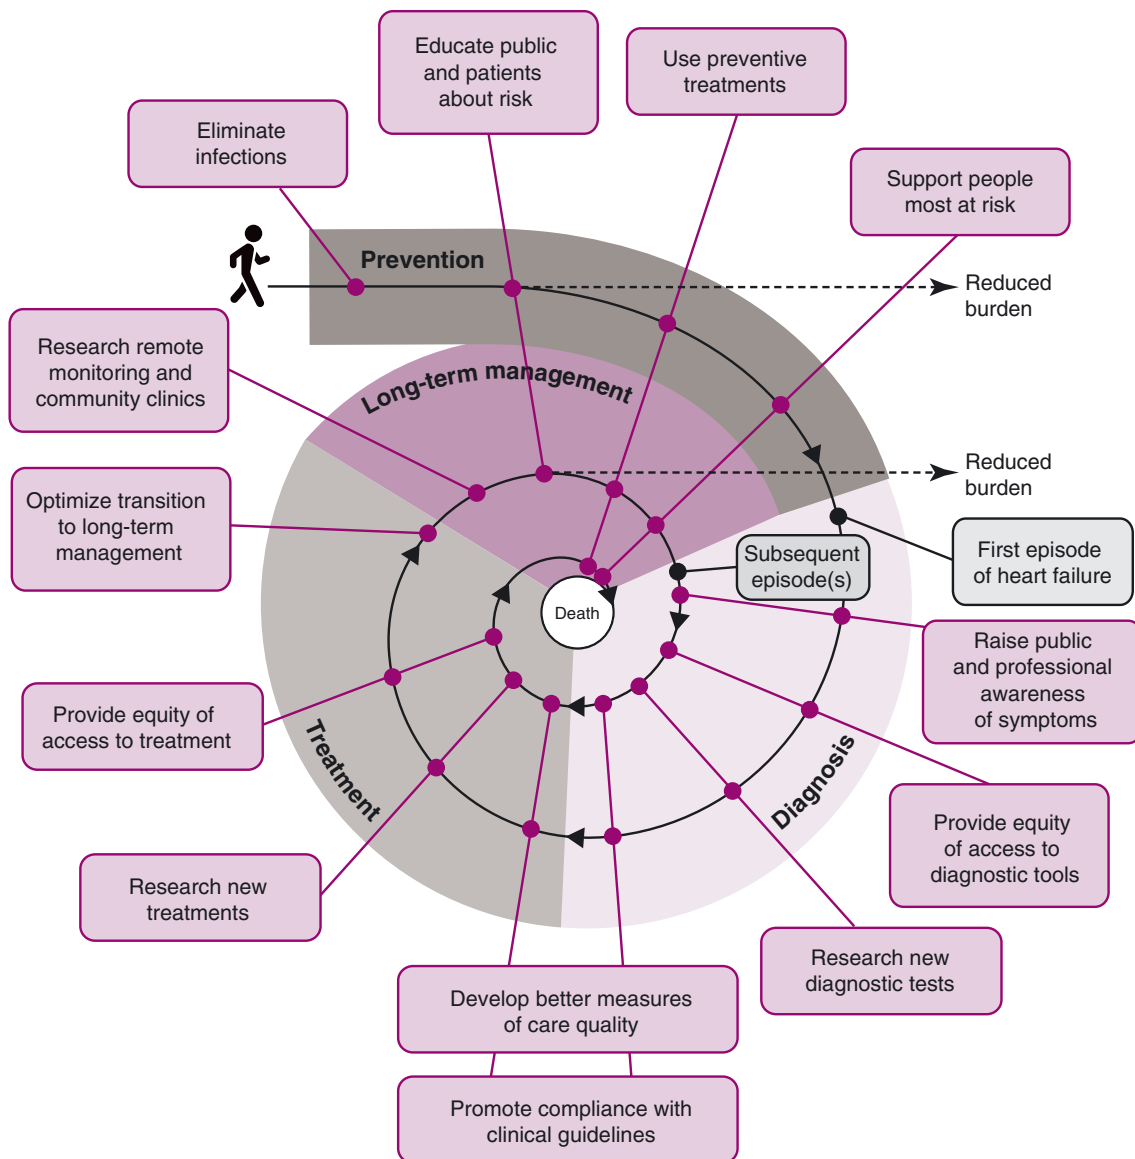 Educate public
and patients
about risk
Use preventive
treatments
Eliminate
infections
Support people
most at risk
Prevention
Reduced
burden
Research remote
monitoring and
community clinics
Long-term management
Reduced
burden
Optimize transition
to long-term
management
Subsequent
episode(s)
First episode
of heart failure
Death
Raise public
and professional
awareness
of symptoms
Provide equity of
access to treatment
Treatment
Diagnosis
Provide equity
of access to
diagnostic tools
Research new
treatments
Research new
diagnostic tests
Develop better measures
of care quality
Promote compliance with
clinical guidelines